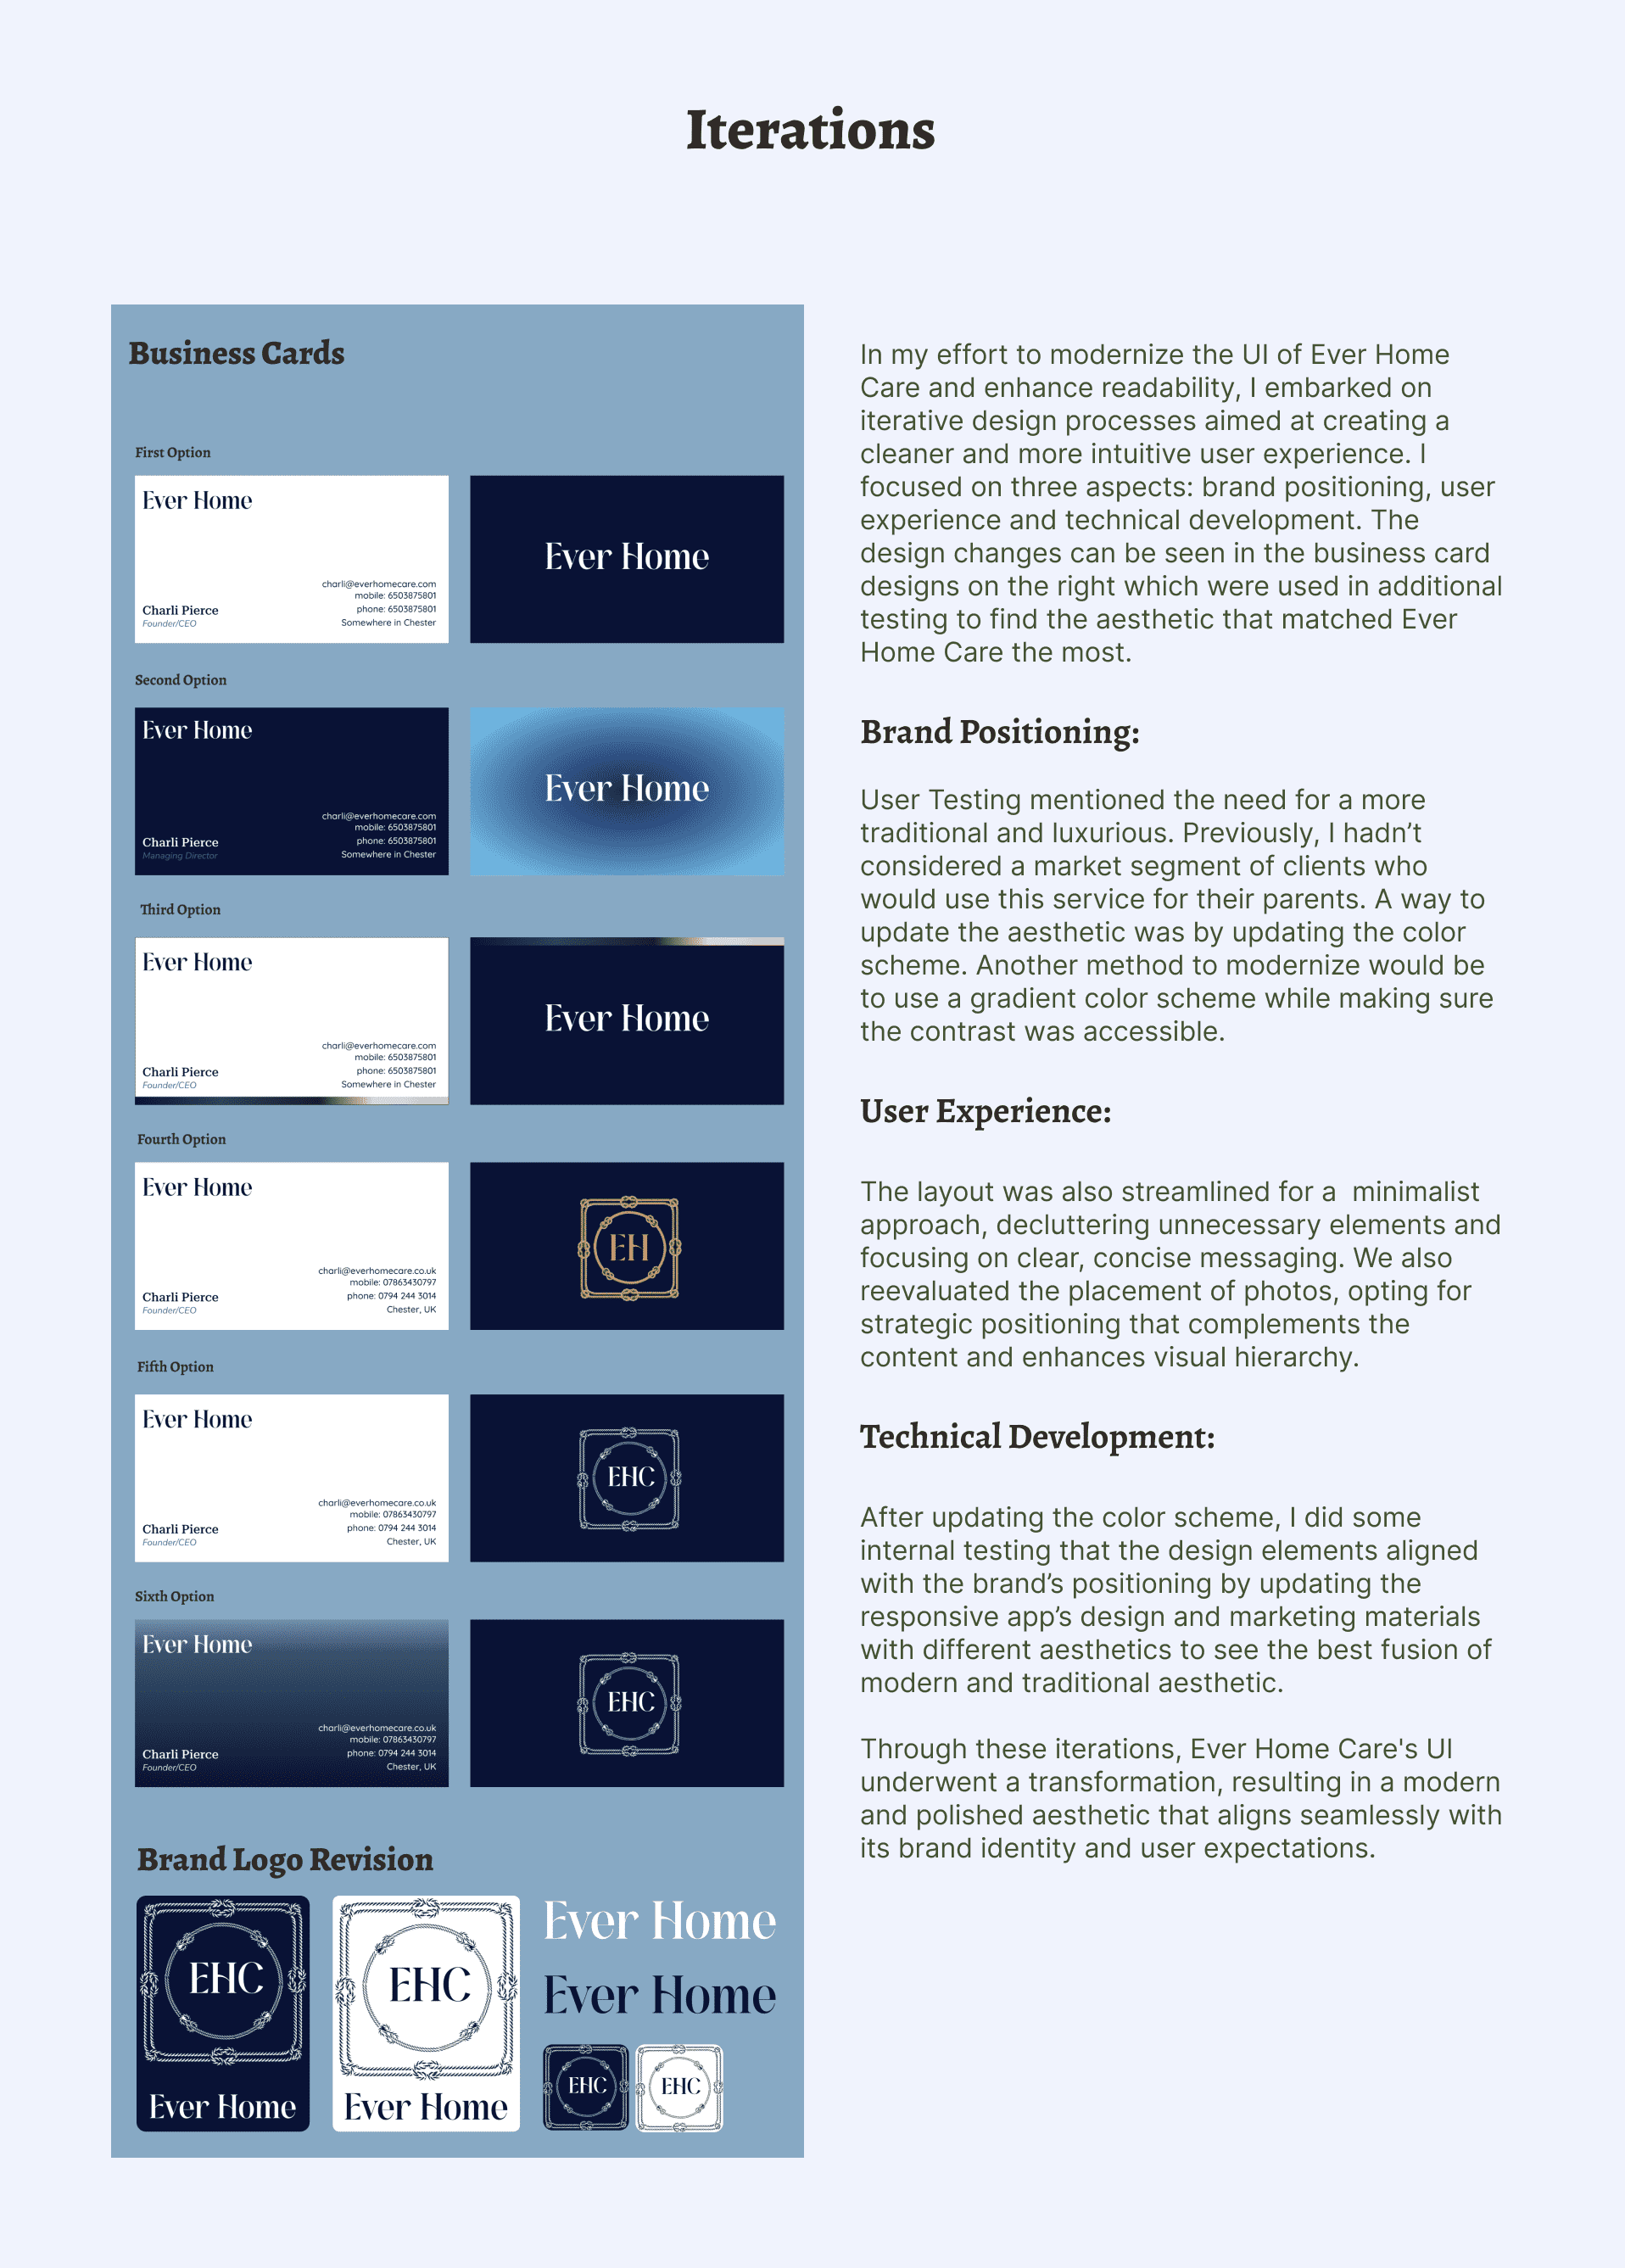 Iterations
Business Cards
First Option
Ever Home
charli@everhomecare.com
mobile: 6503875801
phone: 6503875801
Somewhere in Chester
Charli Pierce
Founder/CEO
Ever Home
Second Option
Ever Home
charli@everhomecare.com
mobile: 6503875801
phone: 6503875801
Somewhere in Chester
Charli Pierce
Managing Director
Ever Home
Third Option
Ever Home
charli@everhomecare.com
mobile: 6503875801
phone: 6503875801
Somewhere in Chester
Charli Pierce
Founder/CEO
Ever Home
Fourth Option
Ever Home
charli@everhomecare.co.uk
mobile: 07863430797
phone: 0794 244 3014
Chester, UK
Charli Pierce
Founder/CEO
EH
Fifth Option
Ever Home
charli@everhomecare.co.uk
mobile: 07863430797
phone: 0794 244 3014
Chester, UK
Charli Pierce
Founder/CEO
EHC
Sixth Option
Ever Home
charli@everhomecare.co.uk
mobile: 07863430797
phone: 0794 244 3014
Chester, UK
Charli Pierce
Founder/CEO
EHC
Brand Logo Revision
EHC
Ever Home
EHC
Ever Home
Ever Home
Ever Home
EHC
EHC
In my effort to modernize the UI of Ever Home
Care and enhance readability, I embarked on
iterative design processes aimed at creating a
cleaner and more intuitive user experience. I
focused on three aspects: brand positioning, user
experience and technical development. The
design changes can be seen in the business card
designs on the right which were used in additional
testing to find the aesthetic that matched Ever
Home Care the most.
Brand Positioning:
User Testing mentioned the need for a more
traditional and luxurious. Previously, I hadn’t
considered a market segment of clients who
would use this service for their parents. A way to
update the aesthetic was by updating the color
scheme. Another method to modernize would be
to use a gradient color scheme while making sure
the contrast was accessible.
User Experience:
The layout was also streamlined for a  minimalist
approach, decluttering unnecessary elements and
focusing on clear, concise messaging. We also
reevaluated the placement of photos, opting for
strategic positioning that complements the
content and enhances visual hierarchy.
Technical Development:
After updating the color scheme, I did some
internal testing that the design elements aligned
with the brand’s positioning by updating the
responsive app’s design and marketing materials
with different aesthetics to see the best fusion of
modern and traditional aesthetic.
Through these iterations, Ever Home Care's UI
underwent a transformation, resulting in a modern
and polished aesthetic that aligns seamlessly with
its brand identity and user expectations.